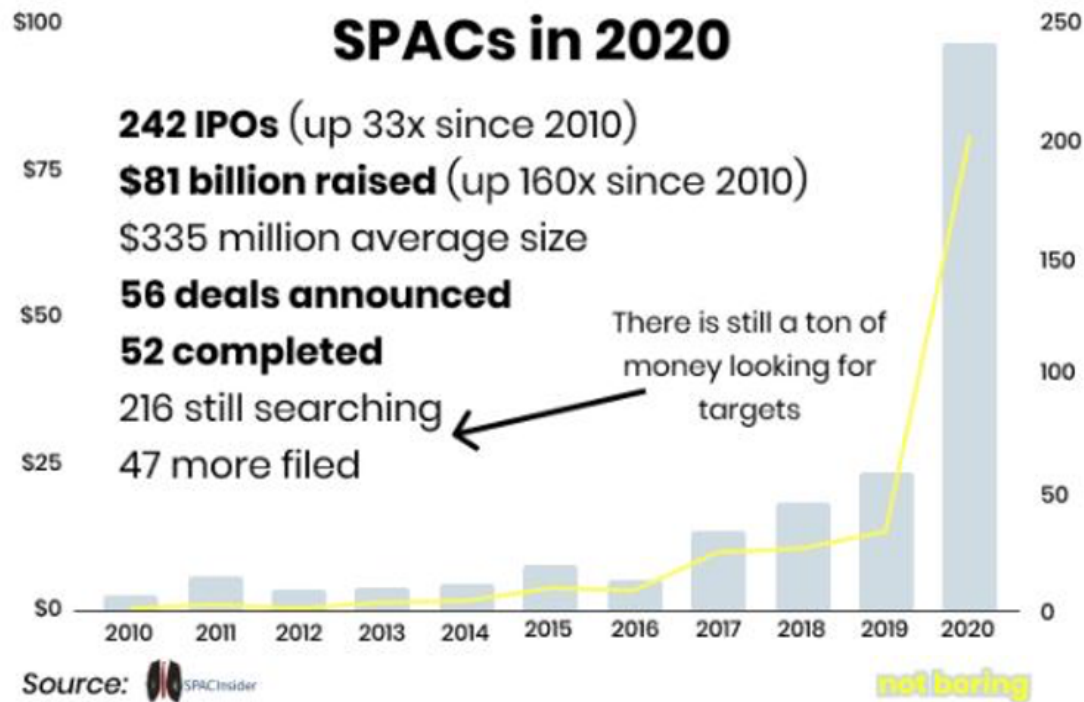 SPACs in 2020
242 IPOs (up 33x since 2010)
$81 billion raised (up 160x since 2010)
$335 million average size
56 deals announced
52 completed
216 still searching
47 more filed
There is still a ton of
money looking for
targets
$100
$75
$50
$25
$0
250
200
150
100
50
0
2010 2011 2012 2013 2014 2015 2016 2017 2018 2019 2020
Source: SPACInsider
not boring